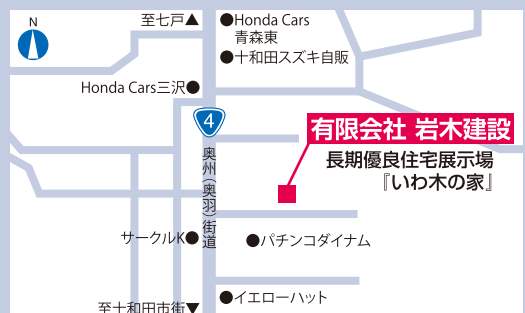 至七戸▲
●Honda Cars
青森東
●十和田スズキ自販
N
Honda Cars三沢●
4
有限会社 岩木建設
長期優良住宅展示場
『いわ木の家』
奥州（奥羽）街道
サークルK●
●パチンコダイナム
●イエローハット
至十和田市街▼